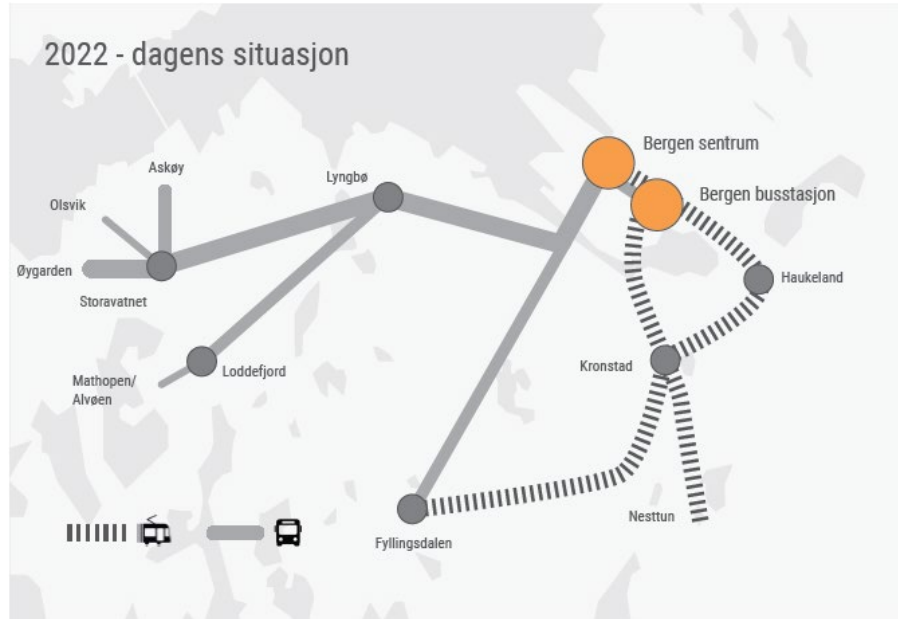 2022 - dagens situasjon
Bergen sentrum
Askøy
Lyngbø
Bergen busstasjon
Olsvik
Øygarden
Haukeland
Storavatnet
Kronstad
Loddefjord
Mathopen/
Alvøen
Nesttun
Fyllingsdalen